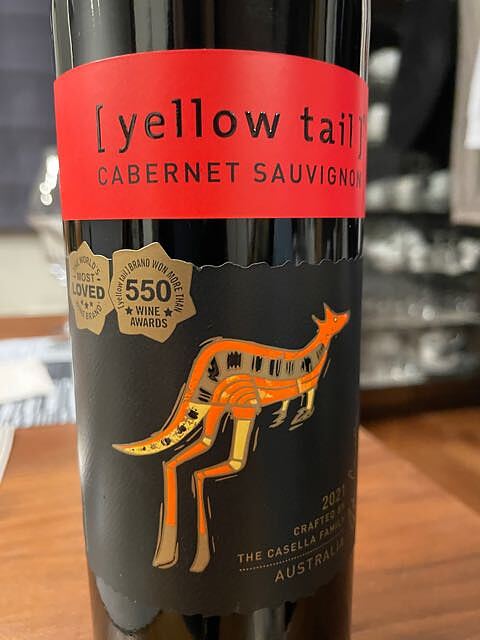 [ yellow tail ]
CABERNET SAUVIGNON
WORLD'S
MOST
LOVED
[yellow tail] BRAND WON MORE THAN
550
WINE
AWARDS
2021
CRAFTED BY
THE CASELLA FAMILY
AUSTRALIA